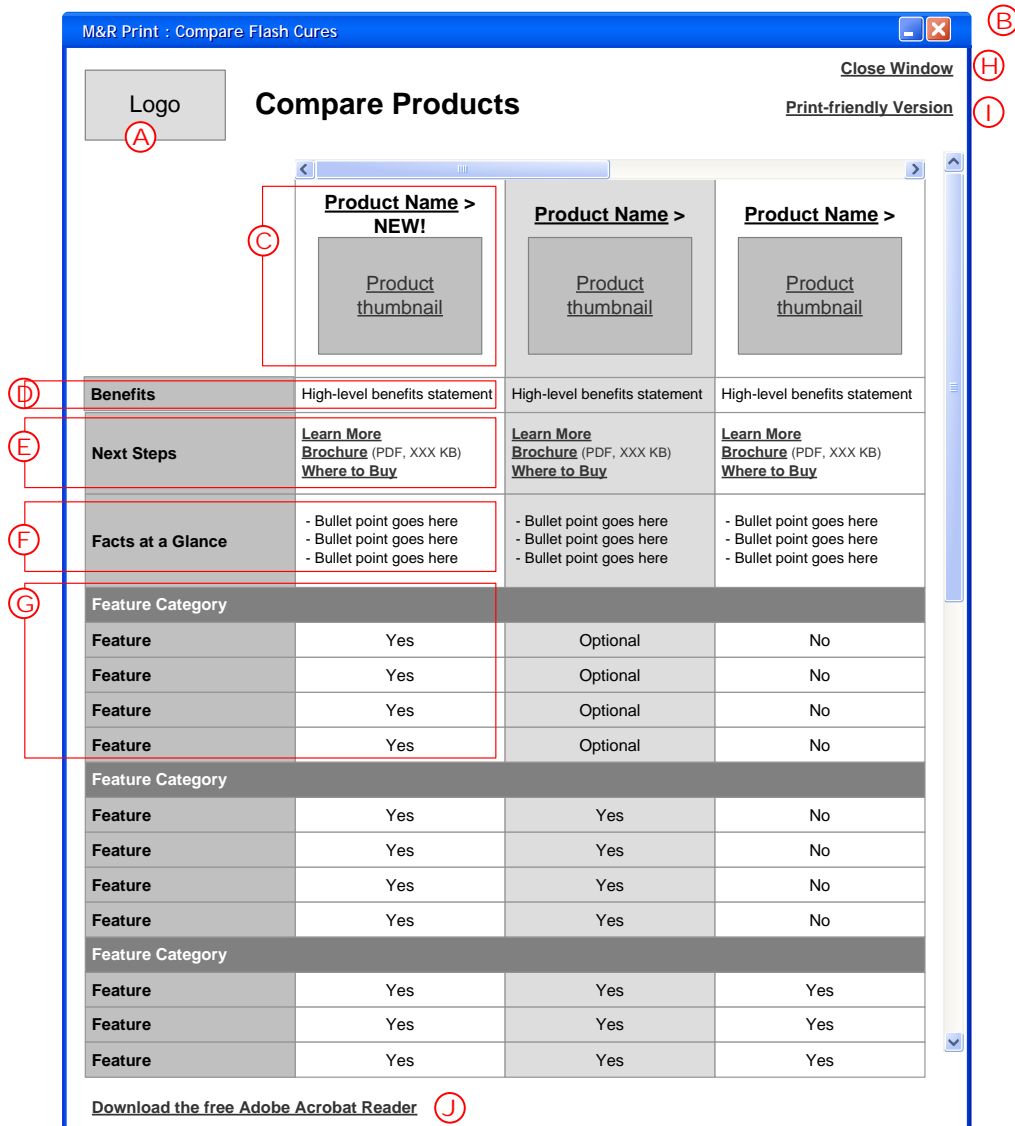 M&R Print : Compare Flash Cures
B
Close Window
H
Logo
Compare Products
Print-friendly Version
I
A
Product Name >
NEW!
Product Name >
Product Name >
C
Product
thumbnail
Product
thumbnail
Product
thumbnail
D
Benefits
High-level benefits statement
High-level benefits statement
High-level benefits statement
E
Next Steps
Learn More
Brochure (PDF, XXX KB)
Where to Buy
Learn More
Brochure (PDF, XXX KB)
Where to Buy
Learn More
Brochure (PDF, XXX KB)
Where to Buy
F
Facts at a Glance
- Bullet point goes here
- Bullet point goes here
- Bullet point goes here
- Bullet point goes here
- Bullet point goes here
- Bullet point goes here
- Bullet point goes here
- Bullet point goes here
- Bullet point goes here
G
Feature Category
Feature Yes Optional No
Feature Yes Optional No
Feature Yes Optional No
Feature Yes Optional No
Feature Category
Feature Yes Yes No
Feature Yes Yes No
Feature Yes Yes No
Feature Yes Yes No
Feature Category
Feature Yes Yes Yes
Feature Yes Yes Yes
Feature Yes Yes Yes
Download the free Adobe Acrobat Reader
J